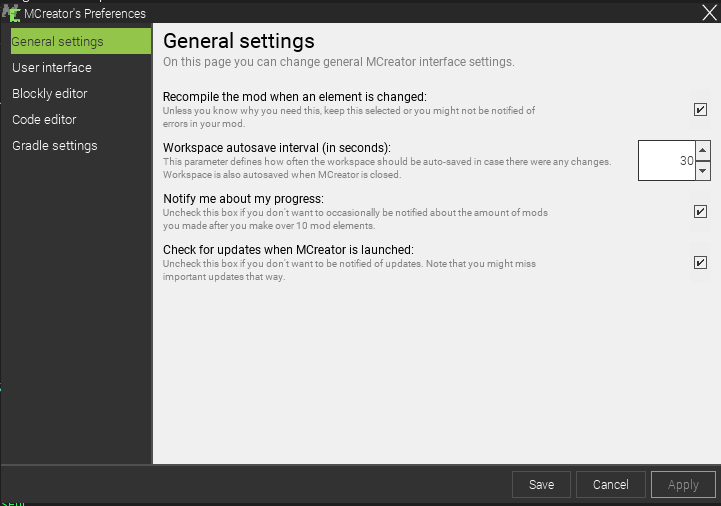 MCreator's Preferences
General settings
User interface
Blockly editor
Code editor
Gradle settings
General settings
On this page you can change general MCreator interface settings.
Recompile the mod when an element is changed:
Unless you know why you need this, keep this selected or you might not be notified of
errors in your mod.
Workspace autosave interval (in seconds):
This parameter defines how often the workspace should be auto-saved in case there were any changes.
Workspace is also autosaved when MCreator is closed.
30
Notify me about my progress:
Uncheck this box if you don't want to occasionally be notified about the amount of mods
you made after you make over 10 mod elements.
Check for updates when MCreator is launched:
Uncheck this box if you don't want to be notified of updates. Note that you might miss
important updates that way.
Save
Cancel
Apply